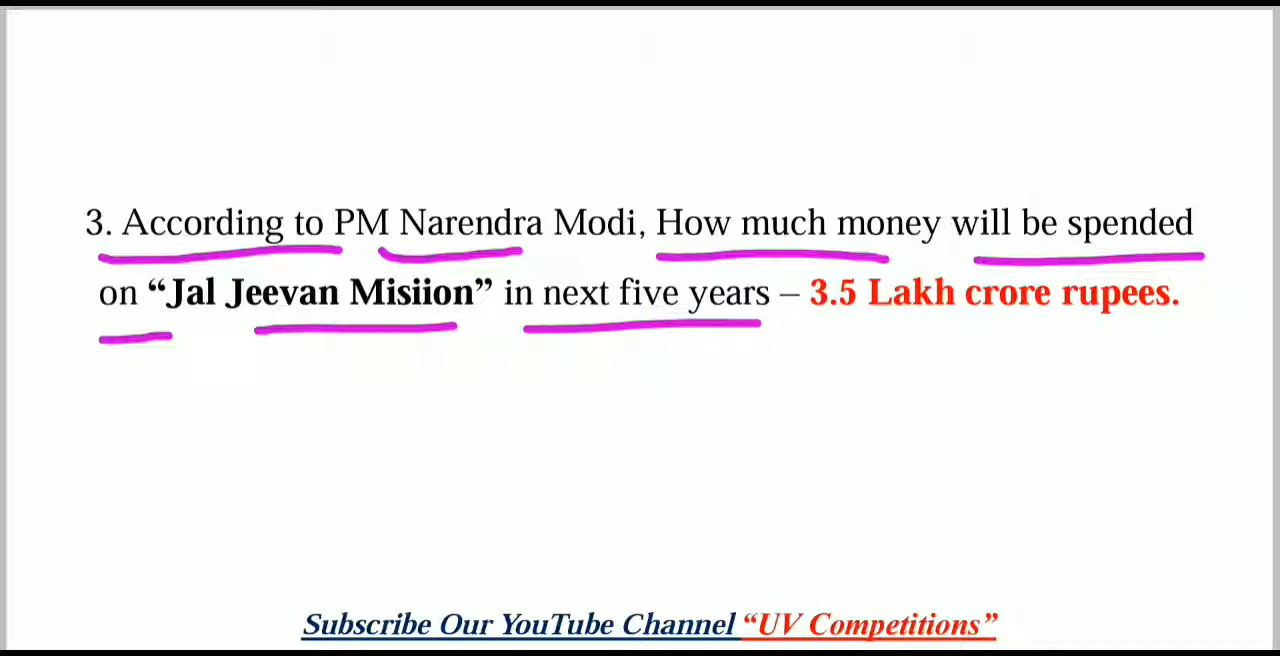 3. According to PM Narendra Modi, How much money will be spended
on “Jal Jeevan Misiion” in next five years – 3.5 Lakh crore rupees.
Subscribe Our YouTube Channel “UV Competitions”